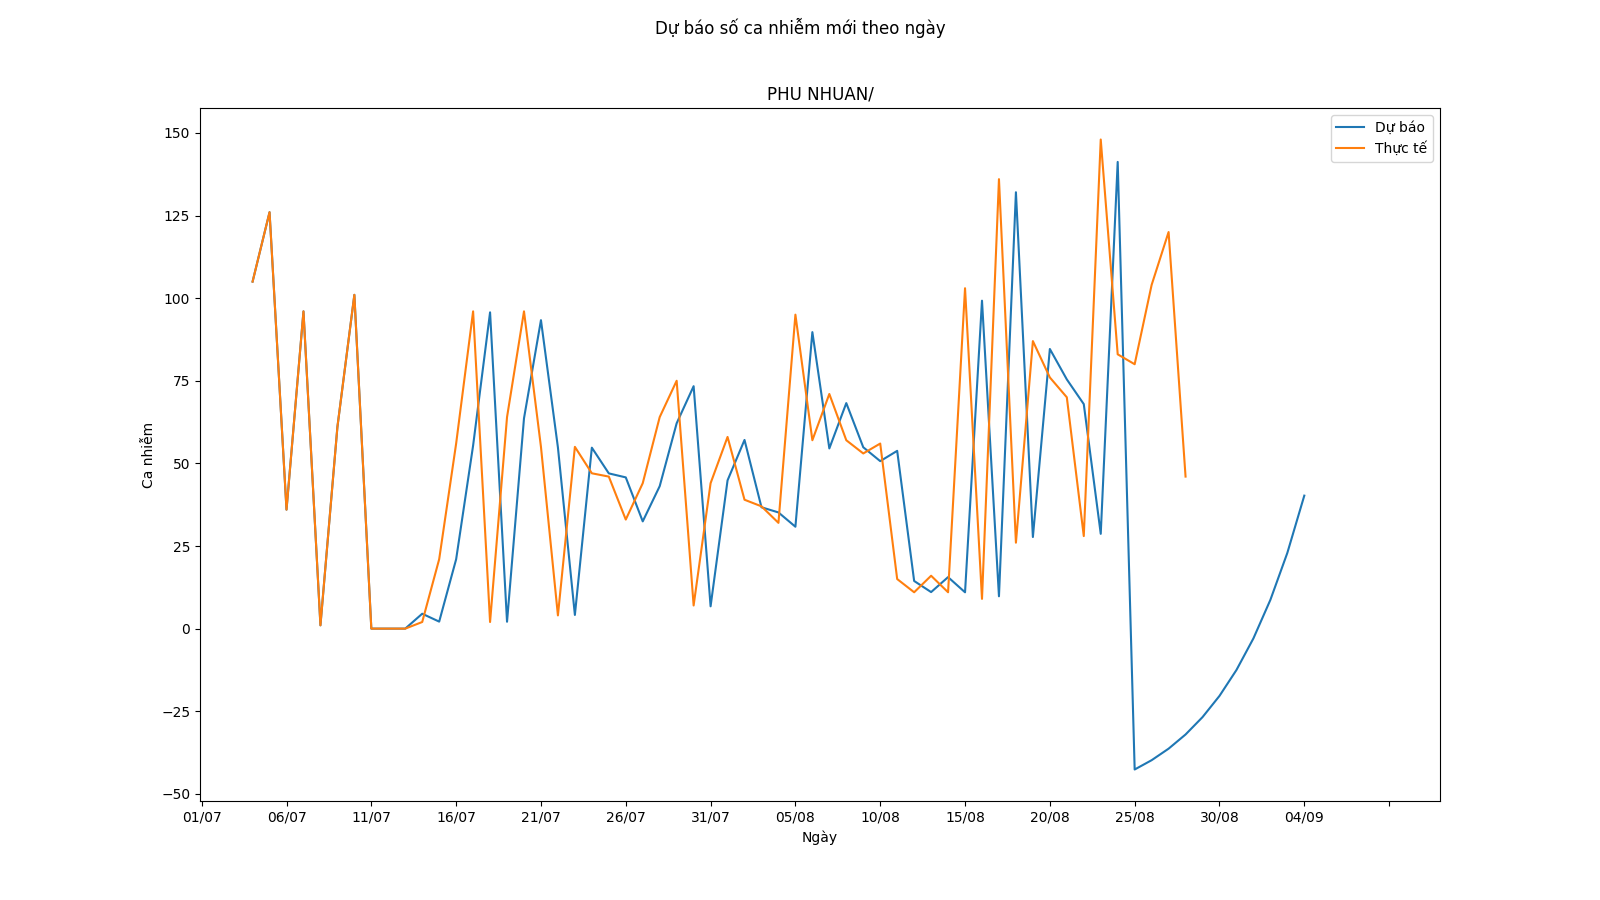 Dự báo số ca nhiễm mới theo ngày
PHU NHUAN/
Dự báo
Thực tế
Ca nhiễm
150
125
100
75
50
25
0
−25
−50
01/07 06/07 11/07 16/07 21/07 26/07 31/07 05/08 10/08 15/08 20/08 25/08 30/08 04/09
Ngày